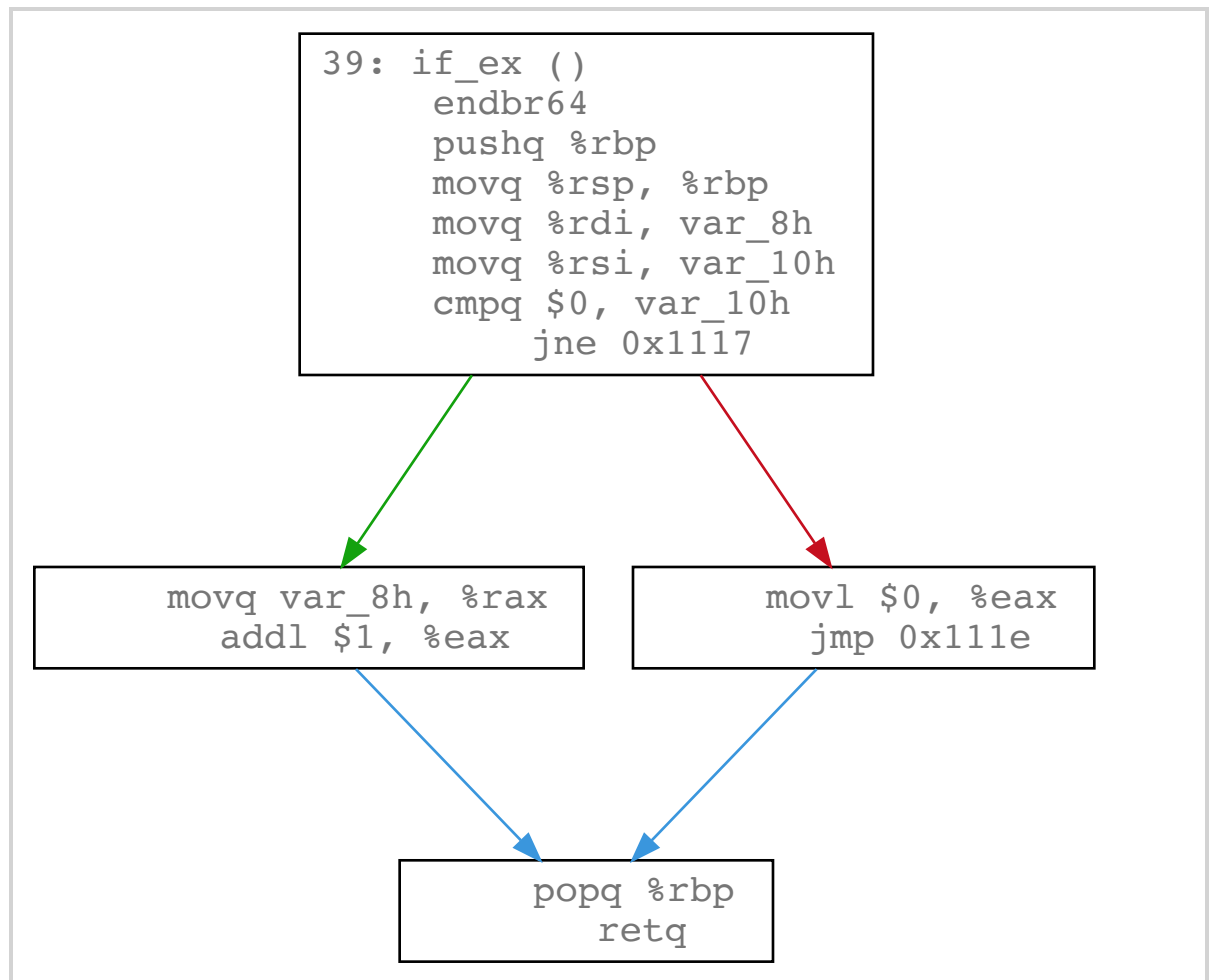 39: if_ex ()
endbr64
pushq %rbp
movq %rsp, %rbp
movq %rdi, var_8h
movq %rsi, var_10h
cmpq $0, var_10h
jne 0x1117
movq var_8h, %rax
addl $1, %eax
movl $0, %eax
jmp 0x111e
popq %rbp
retq